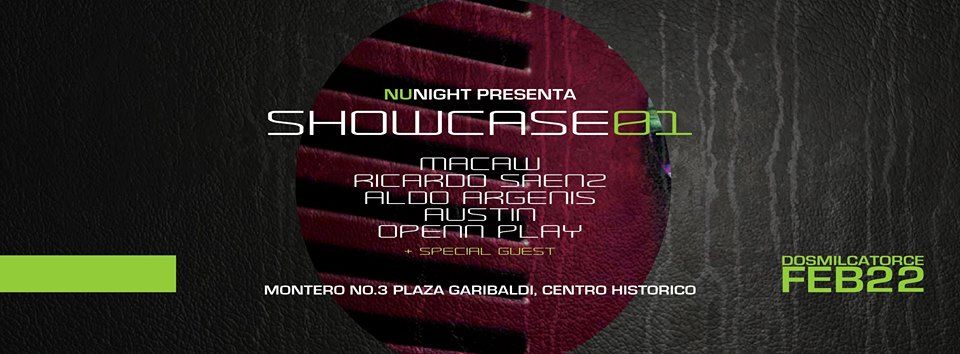 NUNIGHT PRESENTA
SHOWCASE01
MACAW
RICARDO SAENZ
ALDO ARGENIS
AUSTIN
OPENN PLAY
+ SPECIAL GUEST
MONTERO NO.3 PLAZA GARIBALDI, CENTRO HISTORICO
DOSMILCATORCE
FEB22